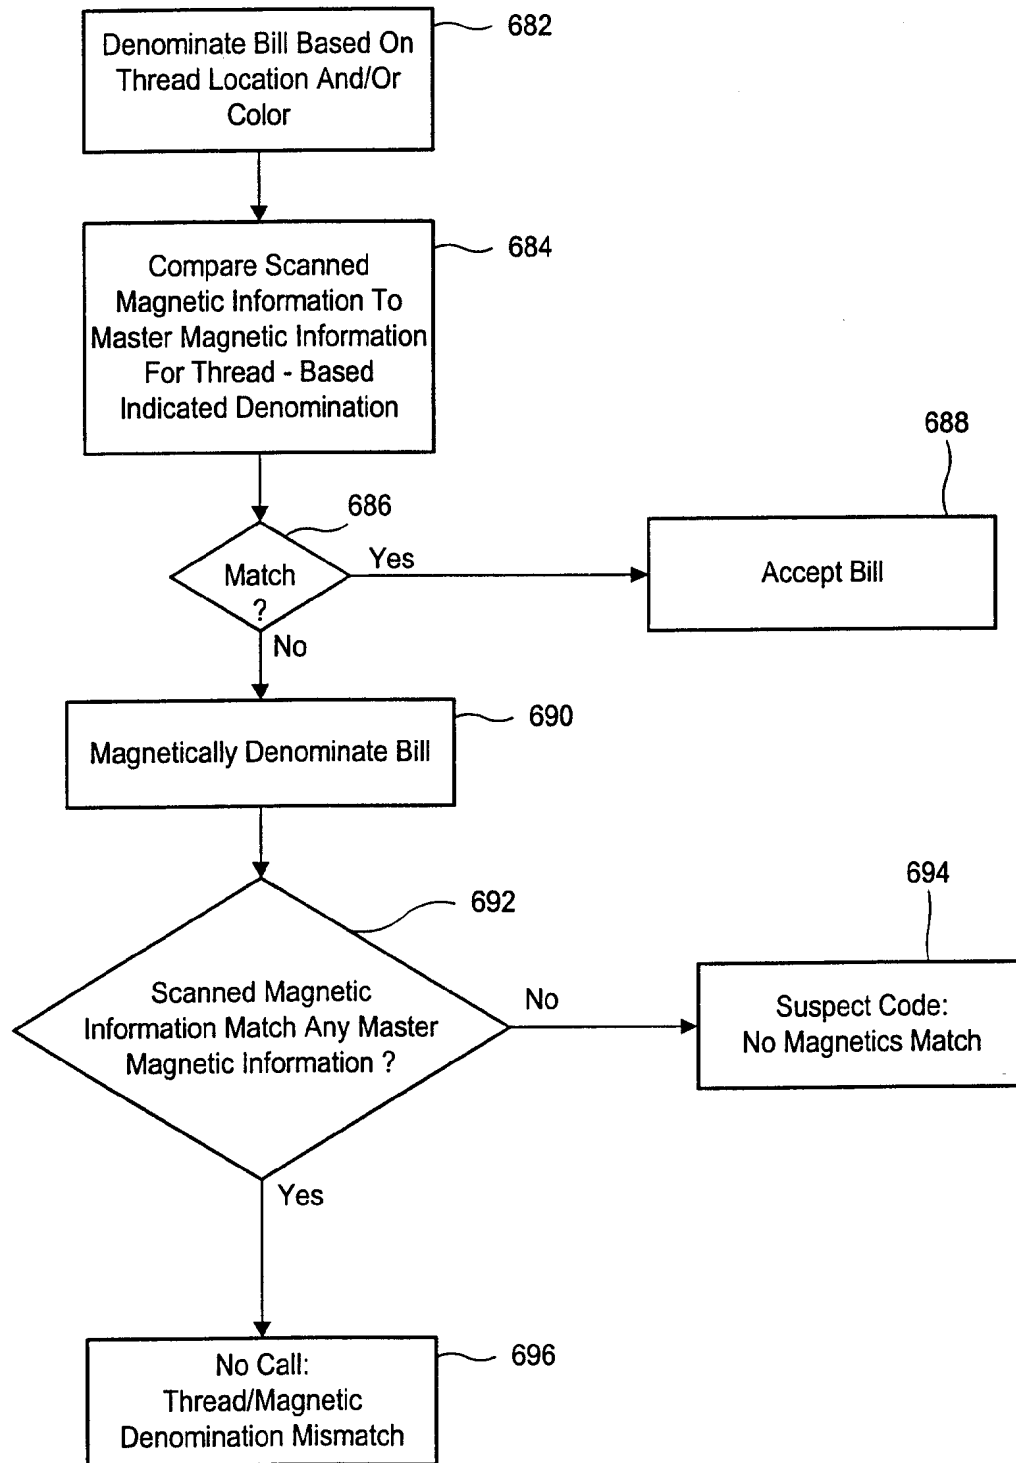 682
Denominate Bill Based On
Thread Location And/Or
Color
684
Compare Scanned
Magnetic Information To
Master Magnetic Information
For Thread - Based
Indicated Denomination
688
686
Match
?
Yes
Accept Bill
No
690
Magnetically Denominate Bill
692
694
Scanned Magnetic
Information Match Any Master
Magnetic Information ?
No
Suspect Code:
No Magnetics Match
Yes
696
No Call:
Thread/Magnetic
Denomination Mismatch